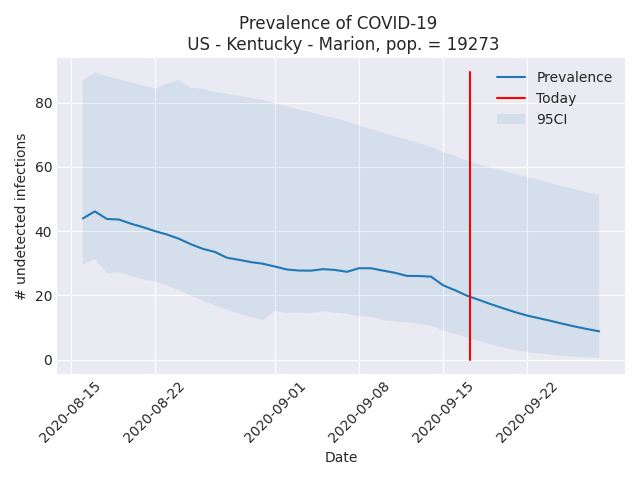 Prevalence of COVID-19
US - Kentucky - Marion, pop. = 19273
Prevalence
Today
95CI
# undetected infections
80
60
40
20
0
2020-08-15
2020-08-22
2020-09-01
2020-09-08
2020-09-15
2020-09-22
Date